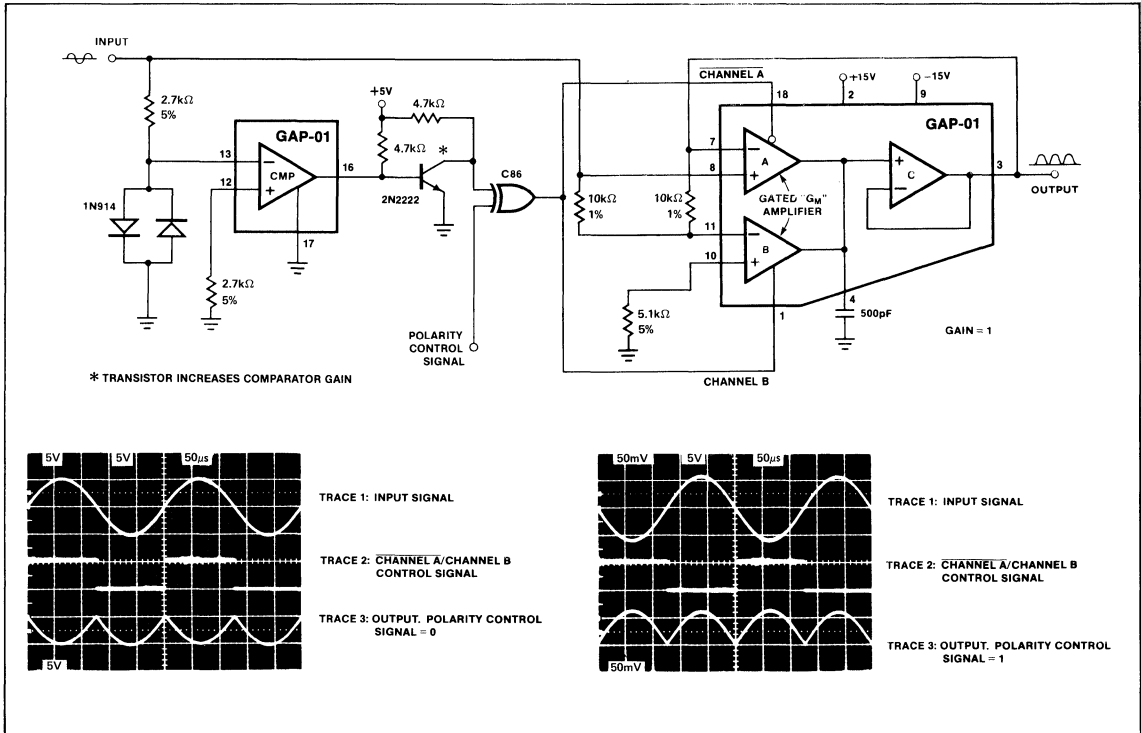 INPUT
2.7kΩ
5%
GAP-01
13
12
CMP
16
17
1N914
2.7kΩ
5%
+5V
4.7kΩ
4.7kΩ
*
2N2222
C86
POLARITY
CONTROL
SIGNAL
* TRANSISTOR INCREASES COMPARATOR GAIN
CHANNEL A
18
+15V
2
-15V
9
GAP-01
7
8
A
C
3
OUTPUT
10kΩ
1%
10kΩ
1%
GATED "GM"
AMPLIFIER
11
10
B
1
4
500pF
5.1kΩ
5%
GAIN = 1
CHANNEL B
5V
5V
50μs
5V
TRACE 1: INPUT SIGNAL
TRACE 2: CHANNEL A/CHANNEL B
CONTROL SIGNAL
TRACE 3: OUTPUT. POLARITY CONTROL
SIGNAL = 0
50mV
5V
50μs
50mV
TRACE 1: INPUT SIGNAL
TRACE 2: CHANNEL A/CHANNEL B
CONTROL SIGNAL
TRACE 3: OUTPUT. POLARITY CONTROL
SIGNAL = 1